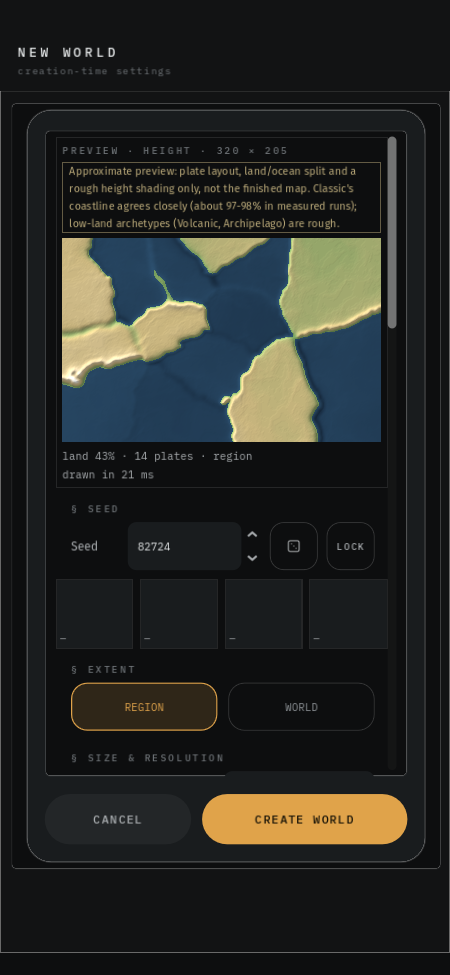 NEW WORLD
creation-time settings
PREVIEW · HEIGHT · 320 × 205
Approximate preview: plate layout, land/ocean split and a
rough height shading only, not the finished map. Classic's
coastline agrees closely (about 97-98% in measured runs);
low-land archetypes (Volcanic, Archipelago) are rough.
land 43% · 14 plates · region
drawn in 21 ms
§ SEED
Seed 82724 LOCK
— — — —
§ EXTENT
REGION WORLD
§ SIZE & RESOLUTION
CANCEL CREATE WORLD